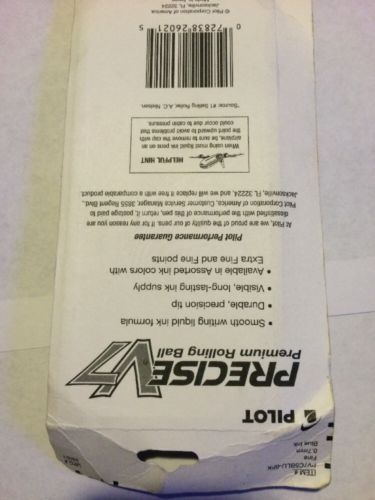 ITEM #
PV7C5BLU-BPK
Fine
0.7mm
Blue Ink
PILOT
PRECISE V7
Premium Rolling Ball
• Smooth writing liquid ink formula
• Durable, precision tip
• Visible, long-lasting ink supply
• Available in Assorted ink colors with
Extra Fine and Fine points
Pilot Performance Guarantee
At Pilot, we are proud of the quality of our pens. If for any reason you are
dissatisfied with the performance of this pen, return it, postage paid to
Pilot Corporation of America, Customer Service Manager, 3855 Regent Blvd.,
Jacksonville, FL 32224, and we will replace it free with a comparable product.
HELPFUL HINT
When using most liquid ink pens on an
airplane, be sure to remove the cap with
the point upward to avoid problems that
could occur due to cabin pressure.
*Source: #1 Selling Roller, A.C. Nielsen.
0 72838 26021 5
© Pilot Corporation of America
Jacksonville, FL 32224